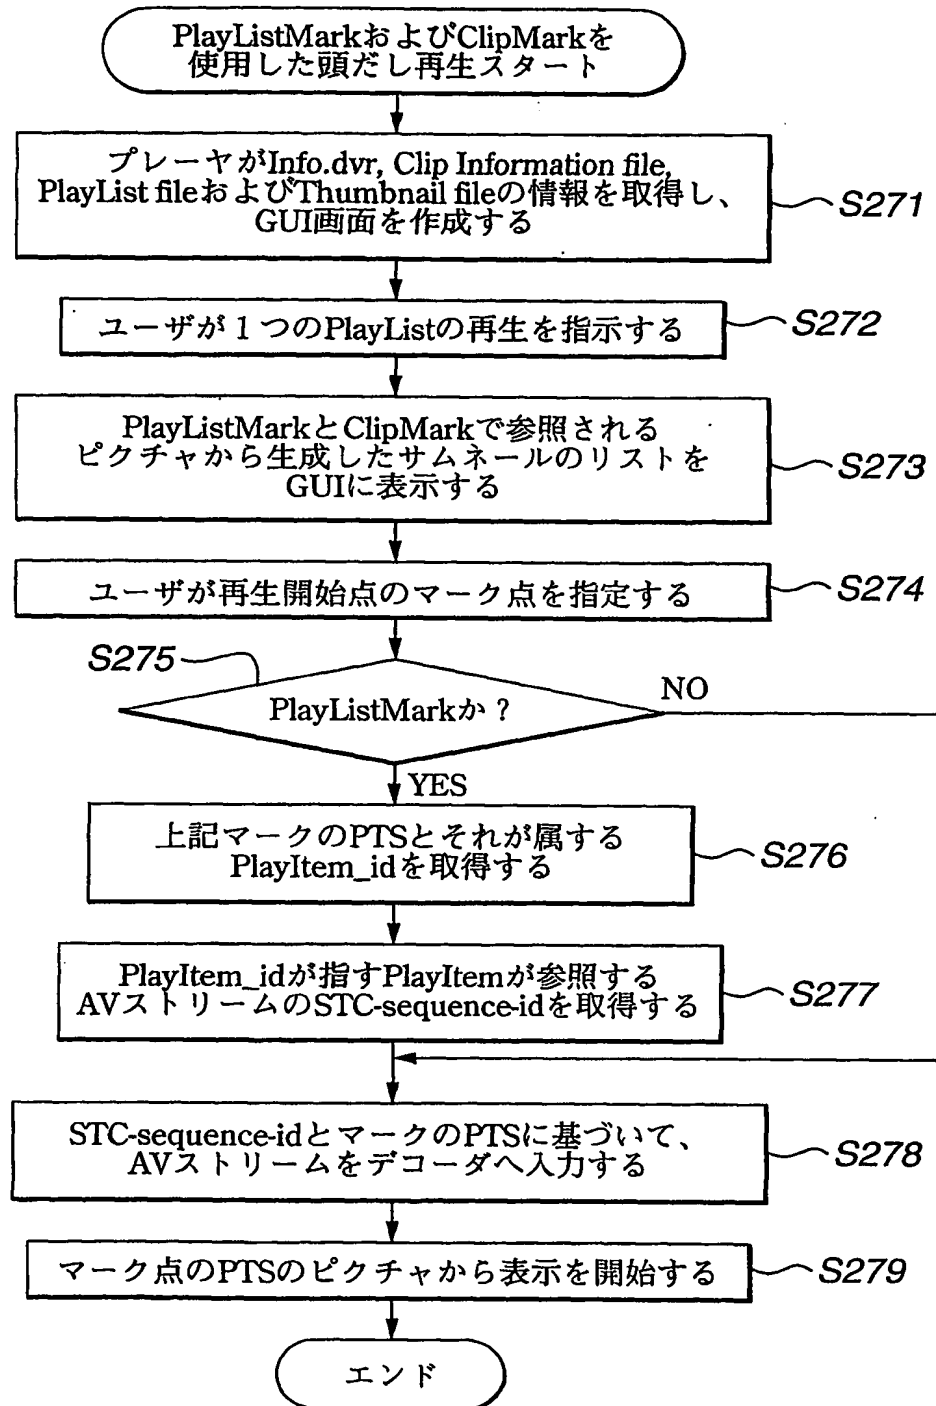 PlayListMarkおよびClipMarkを
使用した頭だし再生スタート
プレーヤがInfo.dvr, Clip Information file,
PlayList fileおよびThumbnail fileの情報を取得し、
GUI画面を作成する
S271
ユーザが１つのPlayListの再生を指示する
S272
PlayListMarkとClipMarkで参照される
ピクチャから生成したサムネールのリストを
GUIに表示する
S273
ユーザが再生開始点のマーク点を指定する
S274
S275
PlayListMarkか？
NO
YES
上記マークのPTSとそれが属する
PlayItem_idを取得する
S276
PlayItem_idが指すPlayItemが参照する
AVストリームのSTC-sequence-idを取得する
S277
STC-sequence-idとマークのPTSに基づいて、
AVストリームをデコーダへ入力する
S278
マーク点のPTSのピクチャから表示を開始する
S279
エンド